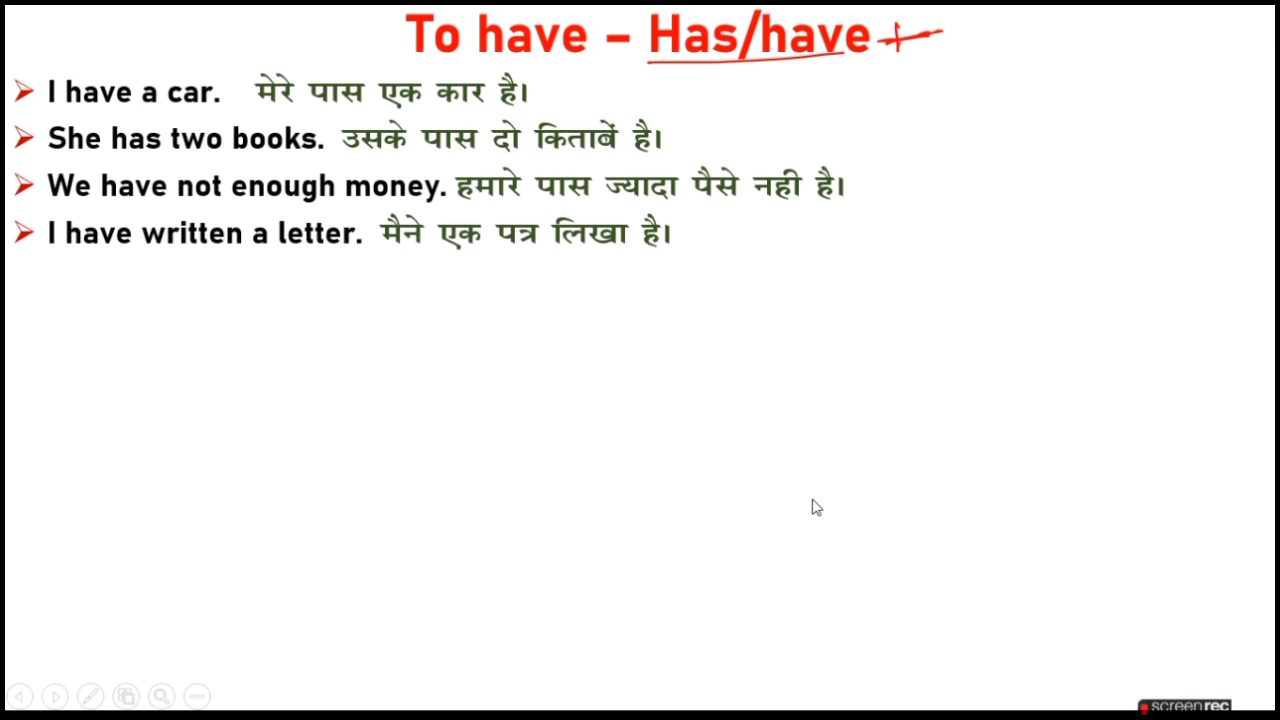 To have – Has/have +
I have a car. मेरे पास एक कार है।
She has two books. उसके पास दो किताबें है।
We have not enough money. हमारे पास ज्यादा पैसे नही है।
I have written a letter. मैने एक पत्र लिखा है।
screenrec